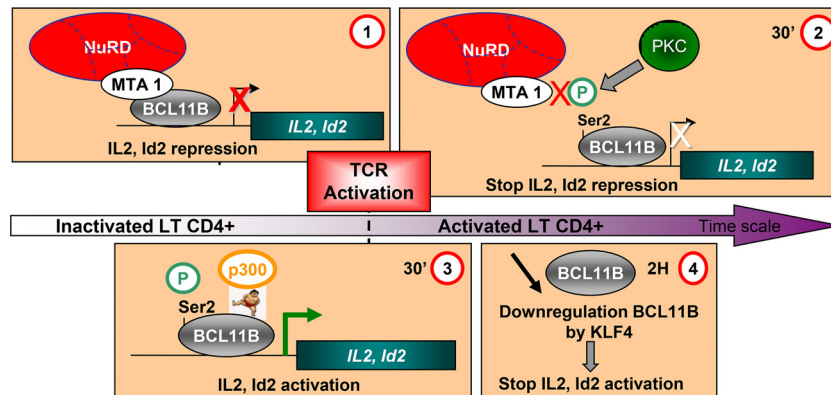 NuRD
1
MTA 1
BCL11B
X
IL2, Id2
IL2, Id2 repression
NuRD
30’
2
PKC
MTA 1
X
P
Ser2
BCL11B
X
IL2, Id2
Stop IL2, Id2 repression
TCR
Activation
Inactivated LT CD4+
Activated LT CD4+
Time scale
P
p300
30’
3
Ser2
BCL11B
IL2, Id2
IL2, Id2 activation
BCL11B
2H
4
Downregulation BCL11B
by KLF4
Stop IL2, Id2 activation